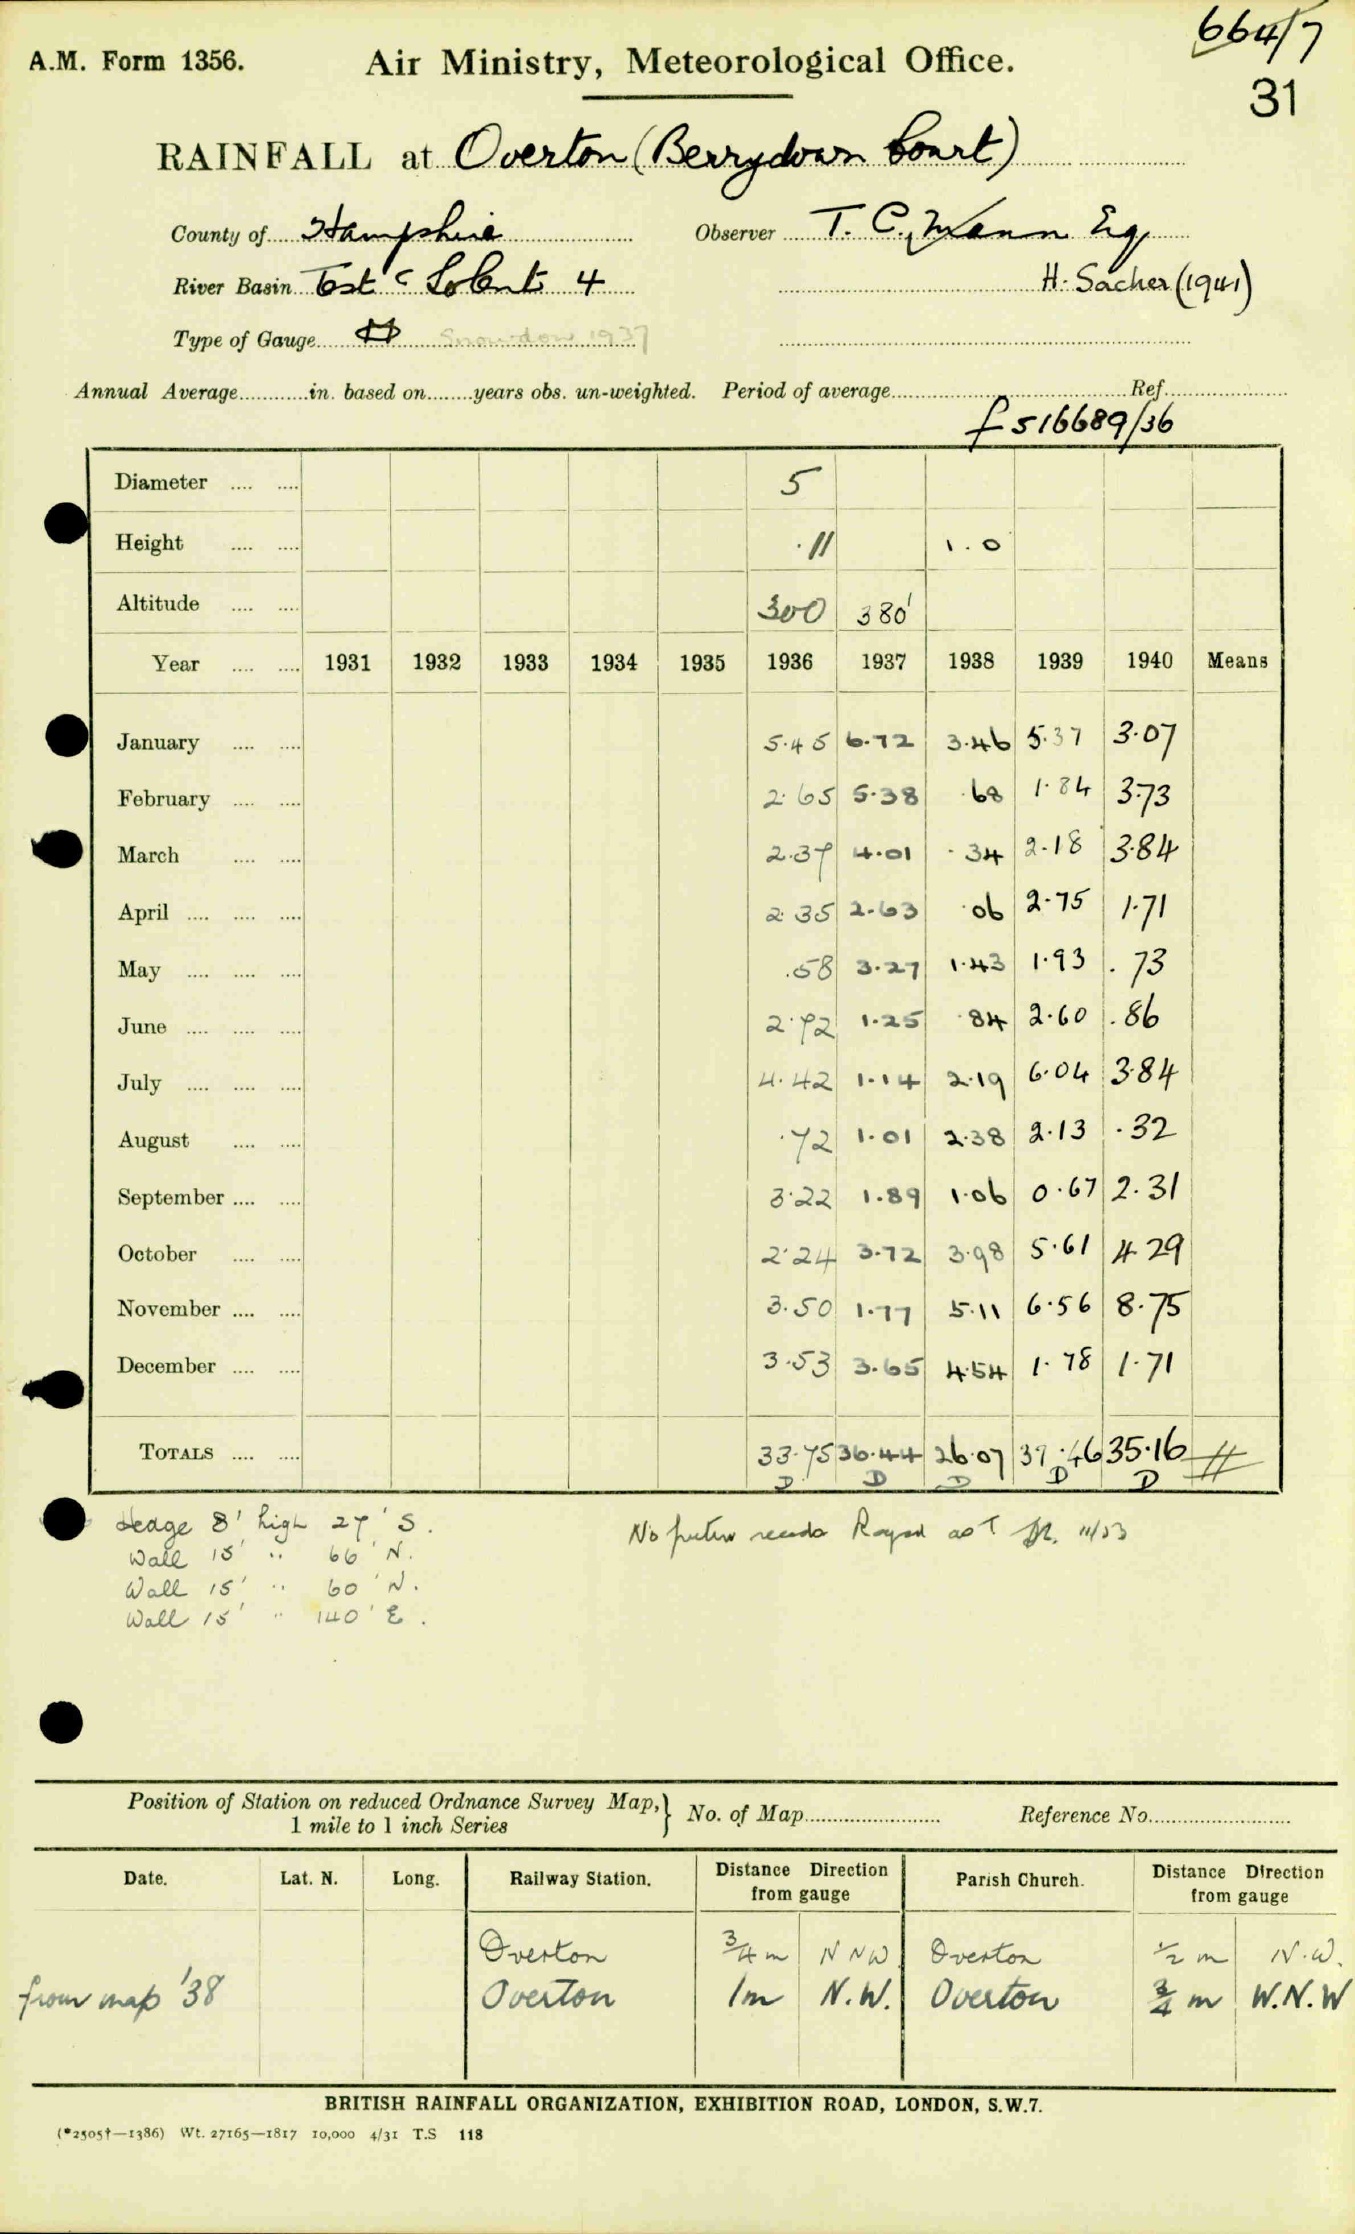 664/7
A.M. Form 1356. Air Ministry, Meteorological Office.
31
RAINFALL at Overton (Berrydown Court)
County of Hampshire Observer T. C. Mann Esq
River Basin Test & Solent 4 H. Sacher (1941)
Type of Gauge Snowdon 1937
Annual Average in. based on years obs. un-weighted. Period of average Ref.
f 516689/36
Diameter 5
Height .11 1.0
Altitude 300 380'
Year 1931 1932 1933 1934 1935 1936 1937 1938 1939 1940 Means
January 5.45 6.72 3.46 5.37 3.07
February 2.65 5.38 .68 1.84 3.73
March 2.37 4.01 .34 2.18 3.84
April 2.35 2.63 .06 2.75 1.71
May .58 3.27 1.43 1.93 .73
June 2.72 1.25 .84 2.60 .86
July 4.42 1.14 2.19 6.04 3.84
August .72 1.01 2.38 2.13 .32
September 3.22 1.89 1.06 0.67 2.31
October 2.24 3.72 3.98 5.61 4.29
November 3.50 1.77 5.11 6.56 8.75
December 3.53 3.65 4.54 1.78 1.71
TOTALS 33.75 36.44 26.07 39.46 35.16
D D D D D
Hedge 8' high 27' S.
Wall 15' " 66' N.
Wall 15' " 60' N.
Wall 15' " 140' E.
No further records 11/53
Position of Station on reduced Ordnance Survey Map, 1 mile to 1 inch Series } No. of Map Reference No.
Date. Lat. N. Long. Railway Station. Distance Direction from gauge Parish Church. Distance Direction from gauge
Overton 3/4 m NNW Overton 1/2 m N.W.
from map '38 Overton 1m N.W. Overton 3/4 m W.N.W
BRITISH RAINFALL ORGANIZATION, EXHIBITION ROAD, LONDON, S.W.7.
(*2505†—1386) Wt. 27165—1817 10,000 4/31 T.S 118